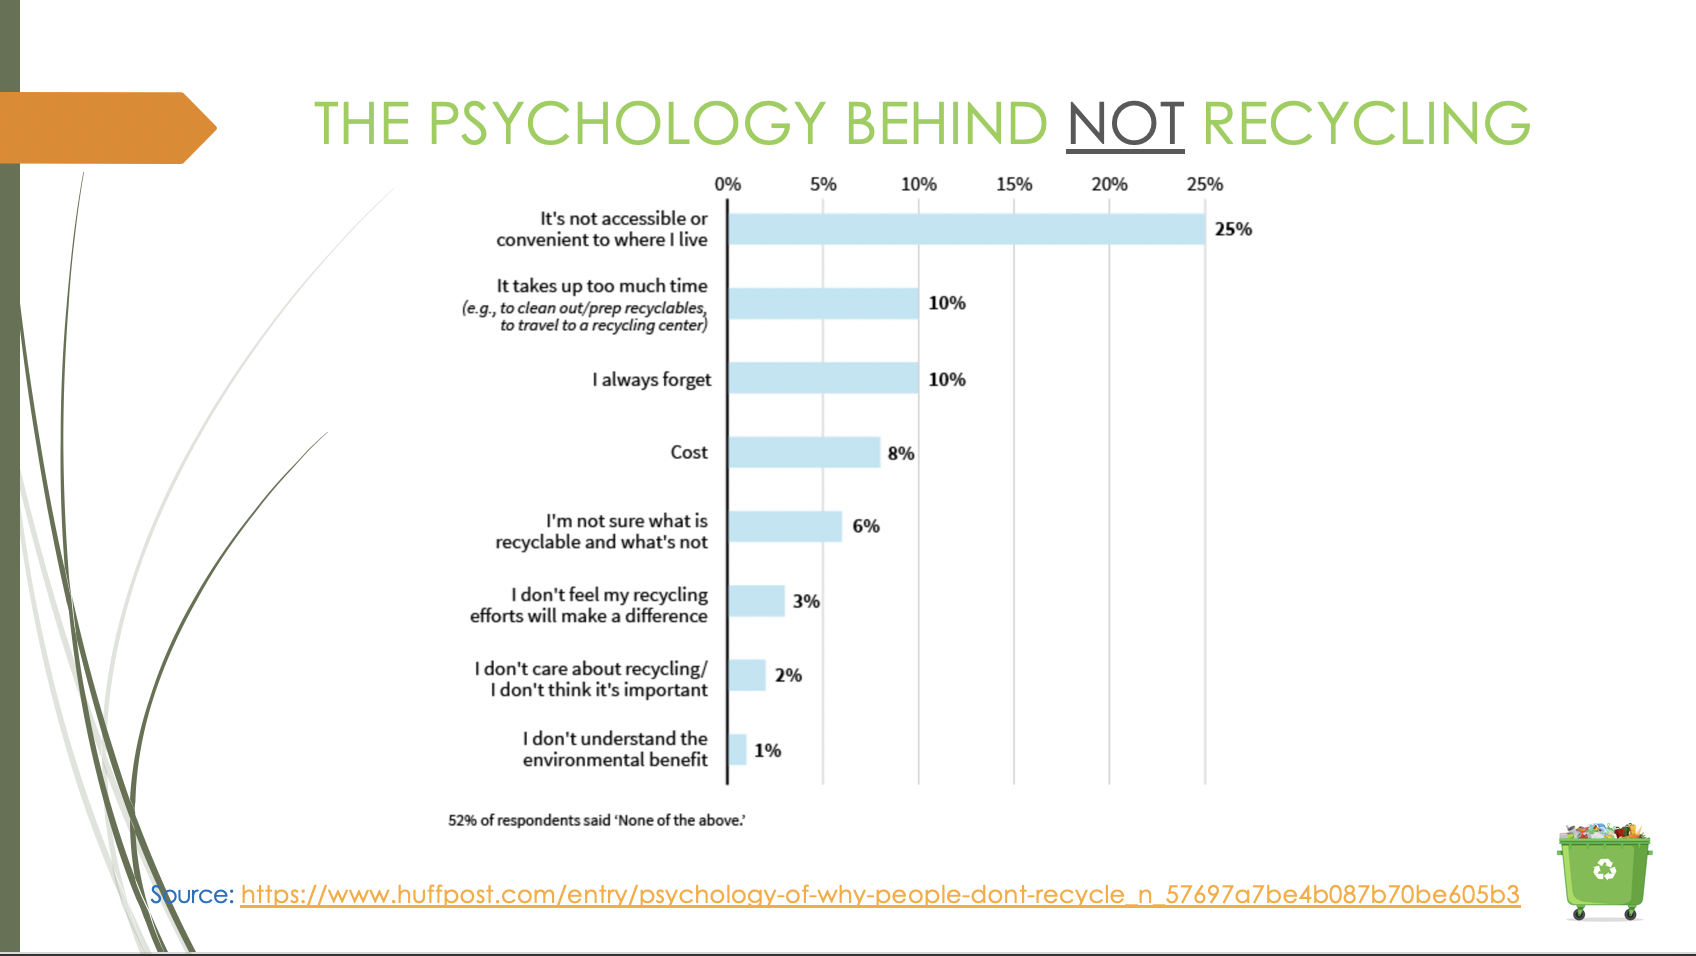 THE PSYCHOLOGY BEHIND NOT RECYCLING
0% 5% 10% 15% 20% 25%
It's not accessible or
convenient to where I live
25%
It takes up too much time
(e.g., to clean out/prep recyclables,
to travel to a recycling center)
10%
I always forget
10%
Cost
8%
I'm not sure what is
recyclable and what's not
6%
I don't feel my recycling
efforts will make a difference
3%
I don't care about recycling/
I don't think it's important
2%
I don't understand the
environmental benefit
1%
52% of respondents said ‘None of the above.’
Source: https://www.huffpost.com/entry/psychology-of-why-people-dont-recycle_n_57697a7be4b087b70be605b3